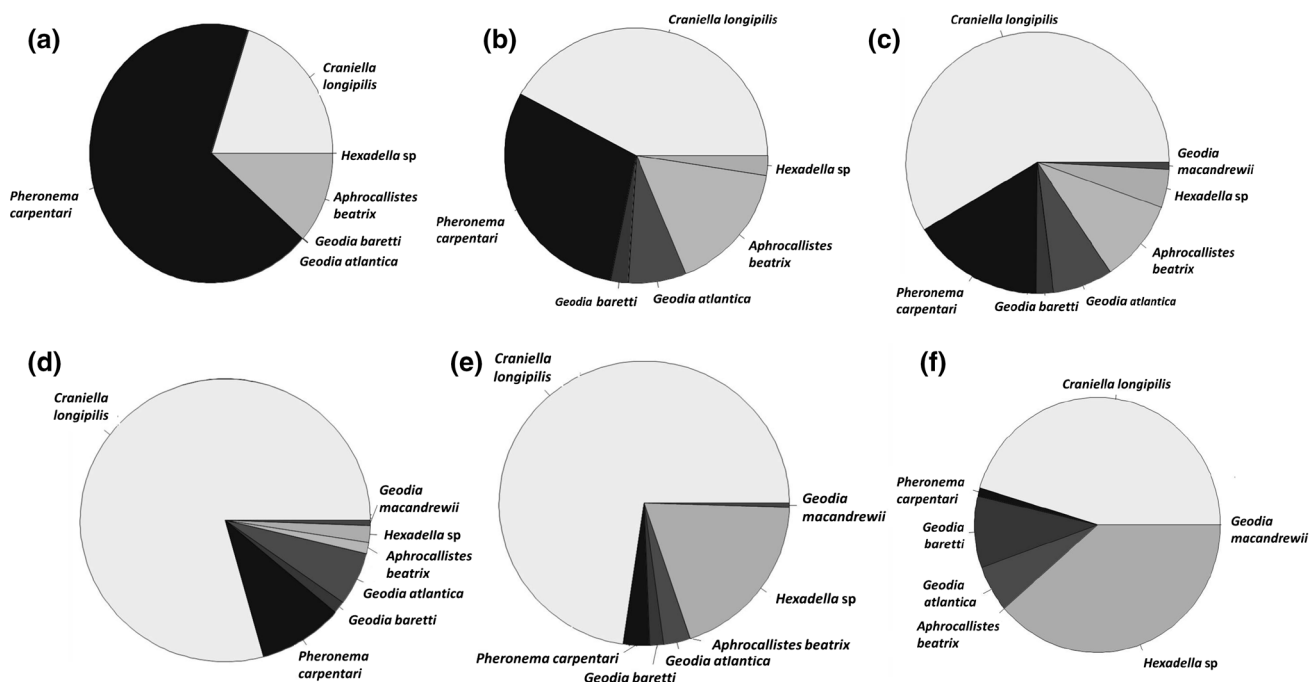 (a)
Craniella
longipilis
Hexadella sp
Aphrocallistes
beatrix
Geodia baretti
Geodia atlantica
Pheronema
carpentari
(b)
Craniella longipilis
Hexadella sp
Aphrocallistes
beatrix
Geodia atlantica
Geodia baretti
Pheronema
carpentari
(c)
Craniella longipilis
Geodia
macandrewii
Hexadella sp
Aphrocallistes
beatrix
Geodia atlantica
Geodia baretti
Pheronema
carpentari
(d)
Craniella
longipilis
Geodia
macandrewii
Hexadella sp
Aphrocallistes
beatrix
Geodia atlantica
Geodia baretti
Pheronema
carpentari
(e)
Craniella
longipilis
Geodia
macandrewii
Hexadella sp
Aphrocallistes beatrix
Geodia atlantica
Geodia baretti
Pheronema carpentari
(f)
Craniella longipilis
Pheronema
carpentari
Geodia
baretti
Geodia
atlantica
Aphrocallistes
beatrix
Hexadella sp
Geodia
macandrewii